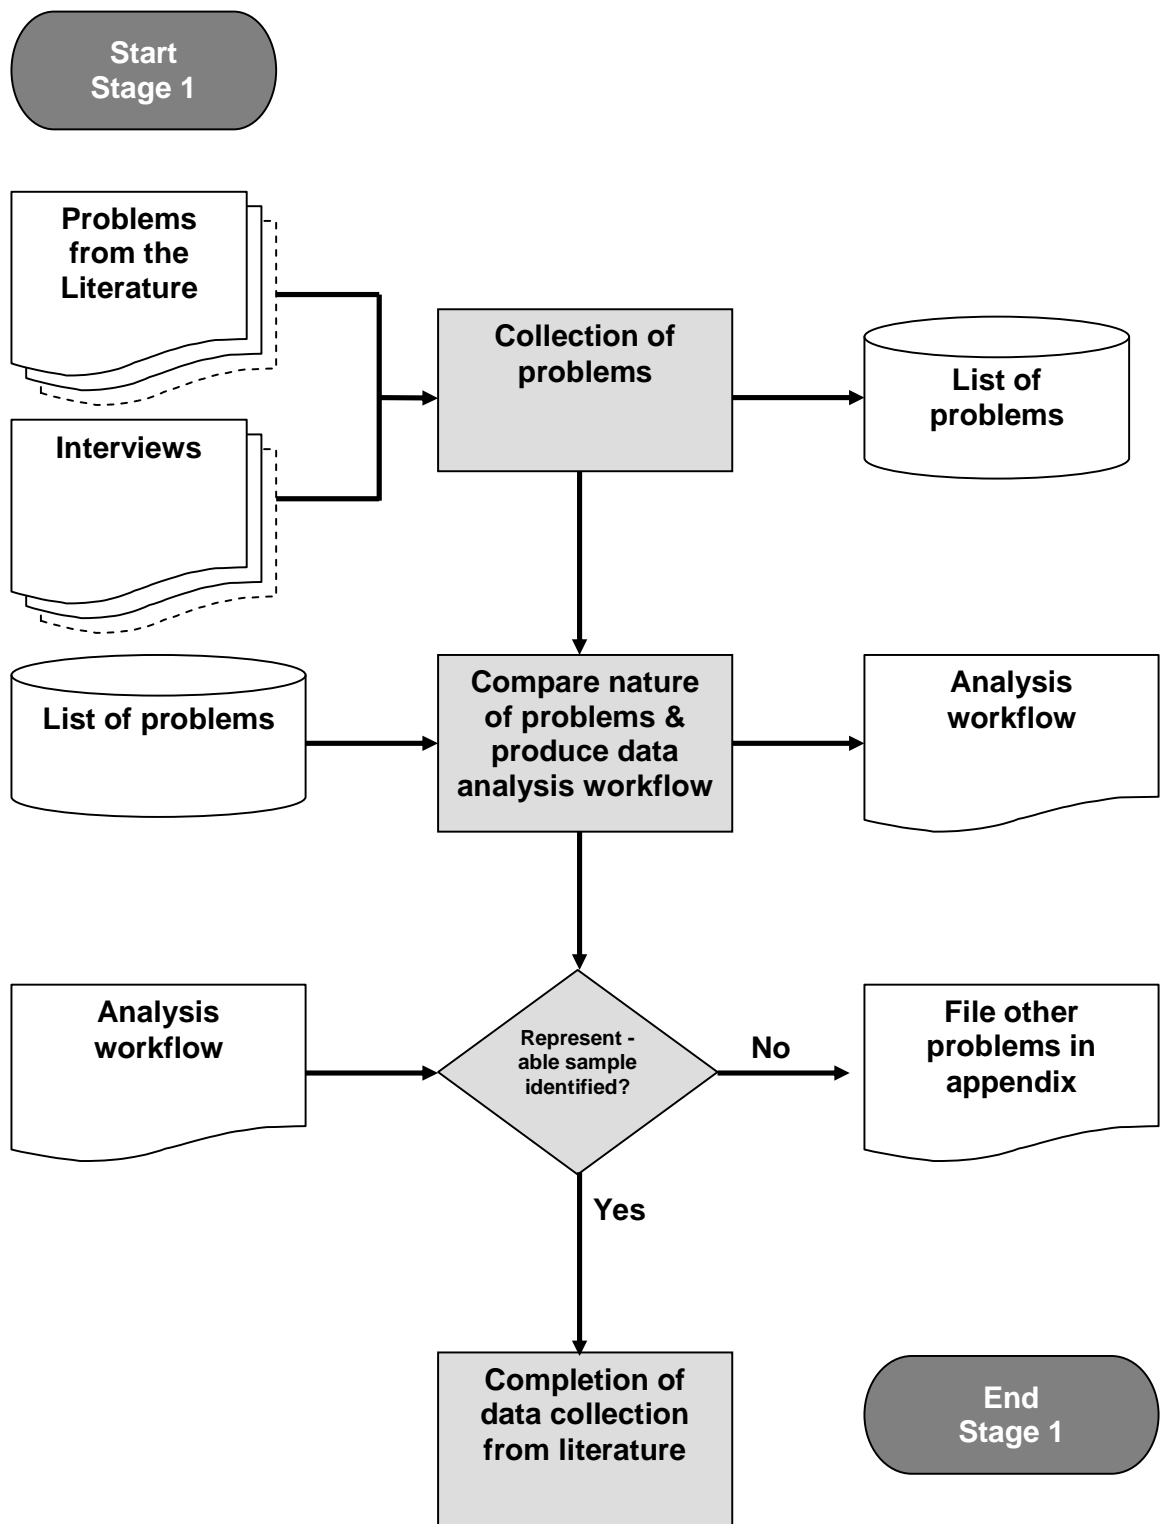 Start
Stage 1
Problems
from the
Literature
Collection of
problems
List of
problems
Interviews
List of problems
Compare nature
of problems &
produce data
analysis workflow
Analysis
workflow
Analysis
workflow
Represent -
able sample
identified?
No
File other
problems in
appendix
Yes
Completion of
data collection
from literature
End
Stage 1